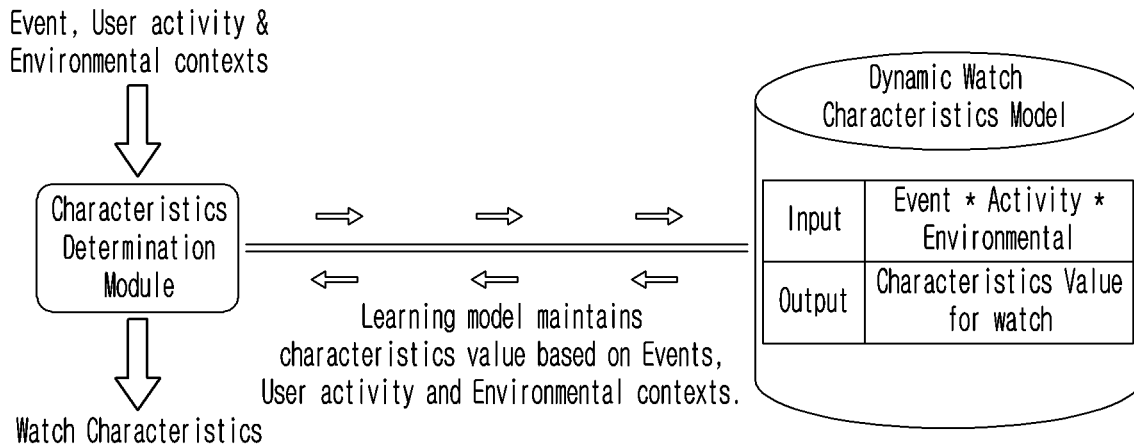 Event, User activity &
Environmental contexts
Characteristics
Determination
Module
Watch Characteristics
Learning model maintains
characteristics value based on Events,
User activity and Environmental contexts.
Dynamic Watch
Characteristics Model
Input
Event * Activity *
Environmental
Output
Characteristics Value
for watch